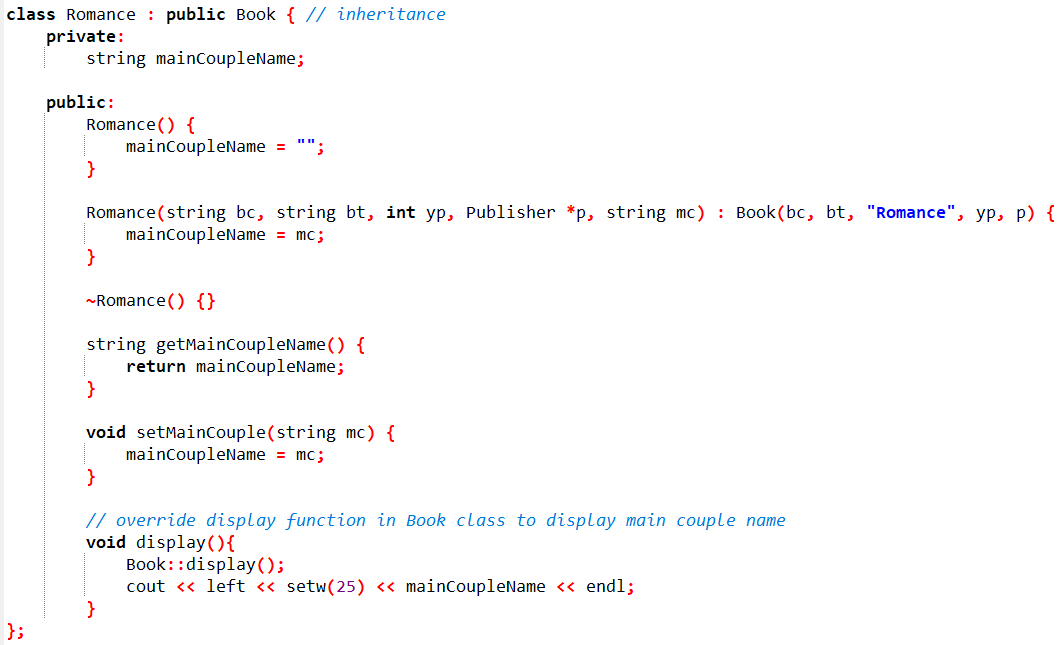 class Romance : public Book { // inheritance
    private:
        string mainCoupleName;

    public:
        Romance() {
            mainCoupleName = "";
        }

        Romance(string bc, string bt, int yp, Publisher *p, string mc) : Book(bc, bt, "Romance", yp, p) {
            mainCoupleName = mc;
        }

        ~Romance() {}

        string getMainCoupleName() {
            return mainCoupleName;
        }

        void setMainCouple(string mc) {
            mainCoupleName = mc;
        }

        // override display function in Book class to display main couple name
        void display(){
            Book::display();
            cout << left << setw(25) << mainCoupleName << endl;
        }
};